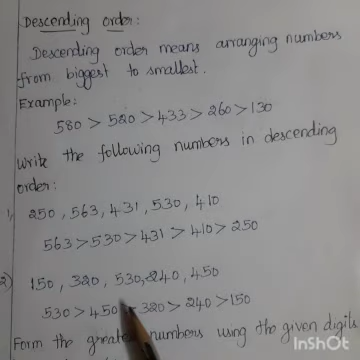 Descending order:
Descending order means arranging numbers
from biggest to smallest.
Example:
580 > 520 > 433 > 260 > 130
Write the following numbers in descending
order:
1) 250, 563, 431, 530, 410
563 > 530 > 431 > 410 > 250
2) 150, 320, 530, 240, 450
530 > 450 > 320 > 240 > 150
Form the greatest numbers using the given digits
InShot